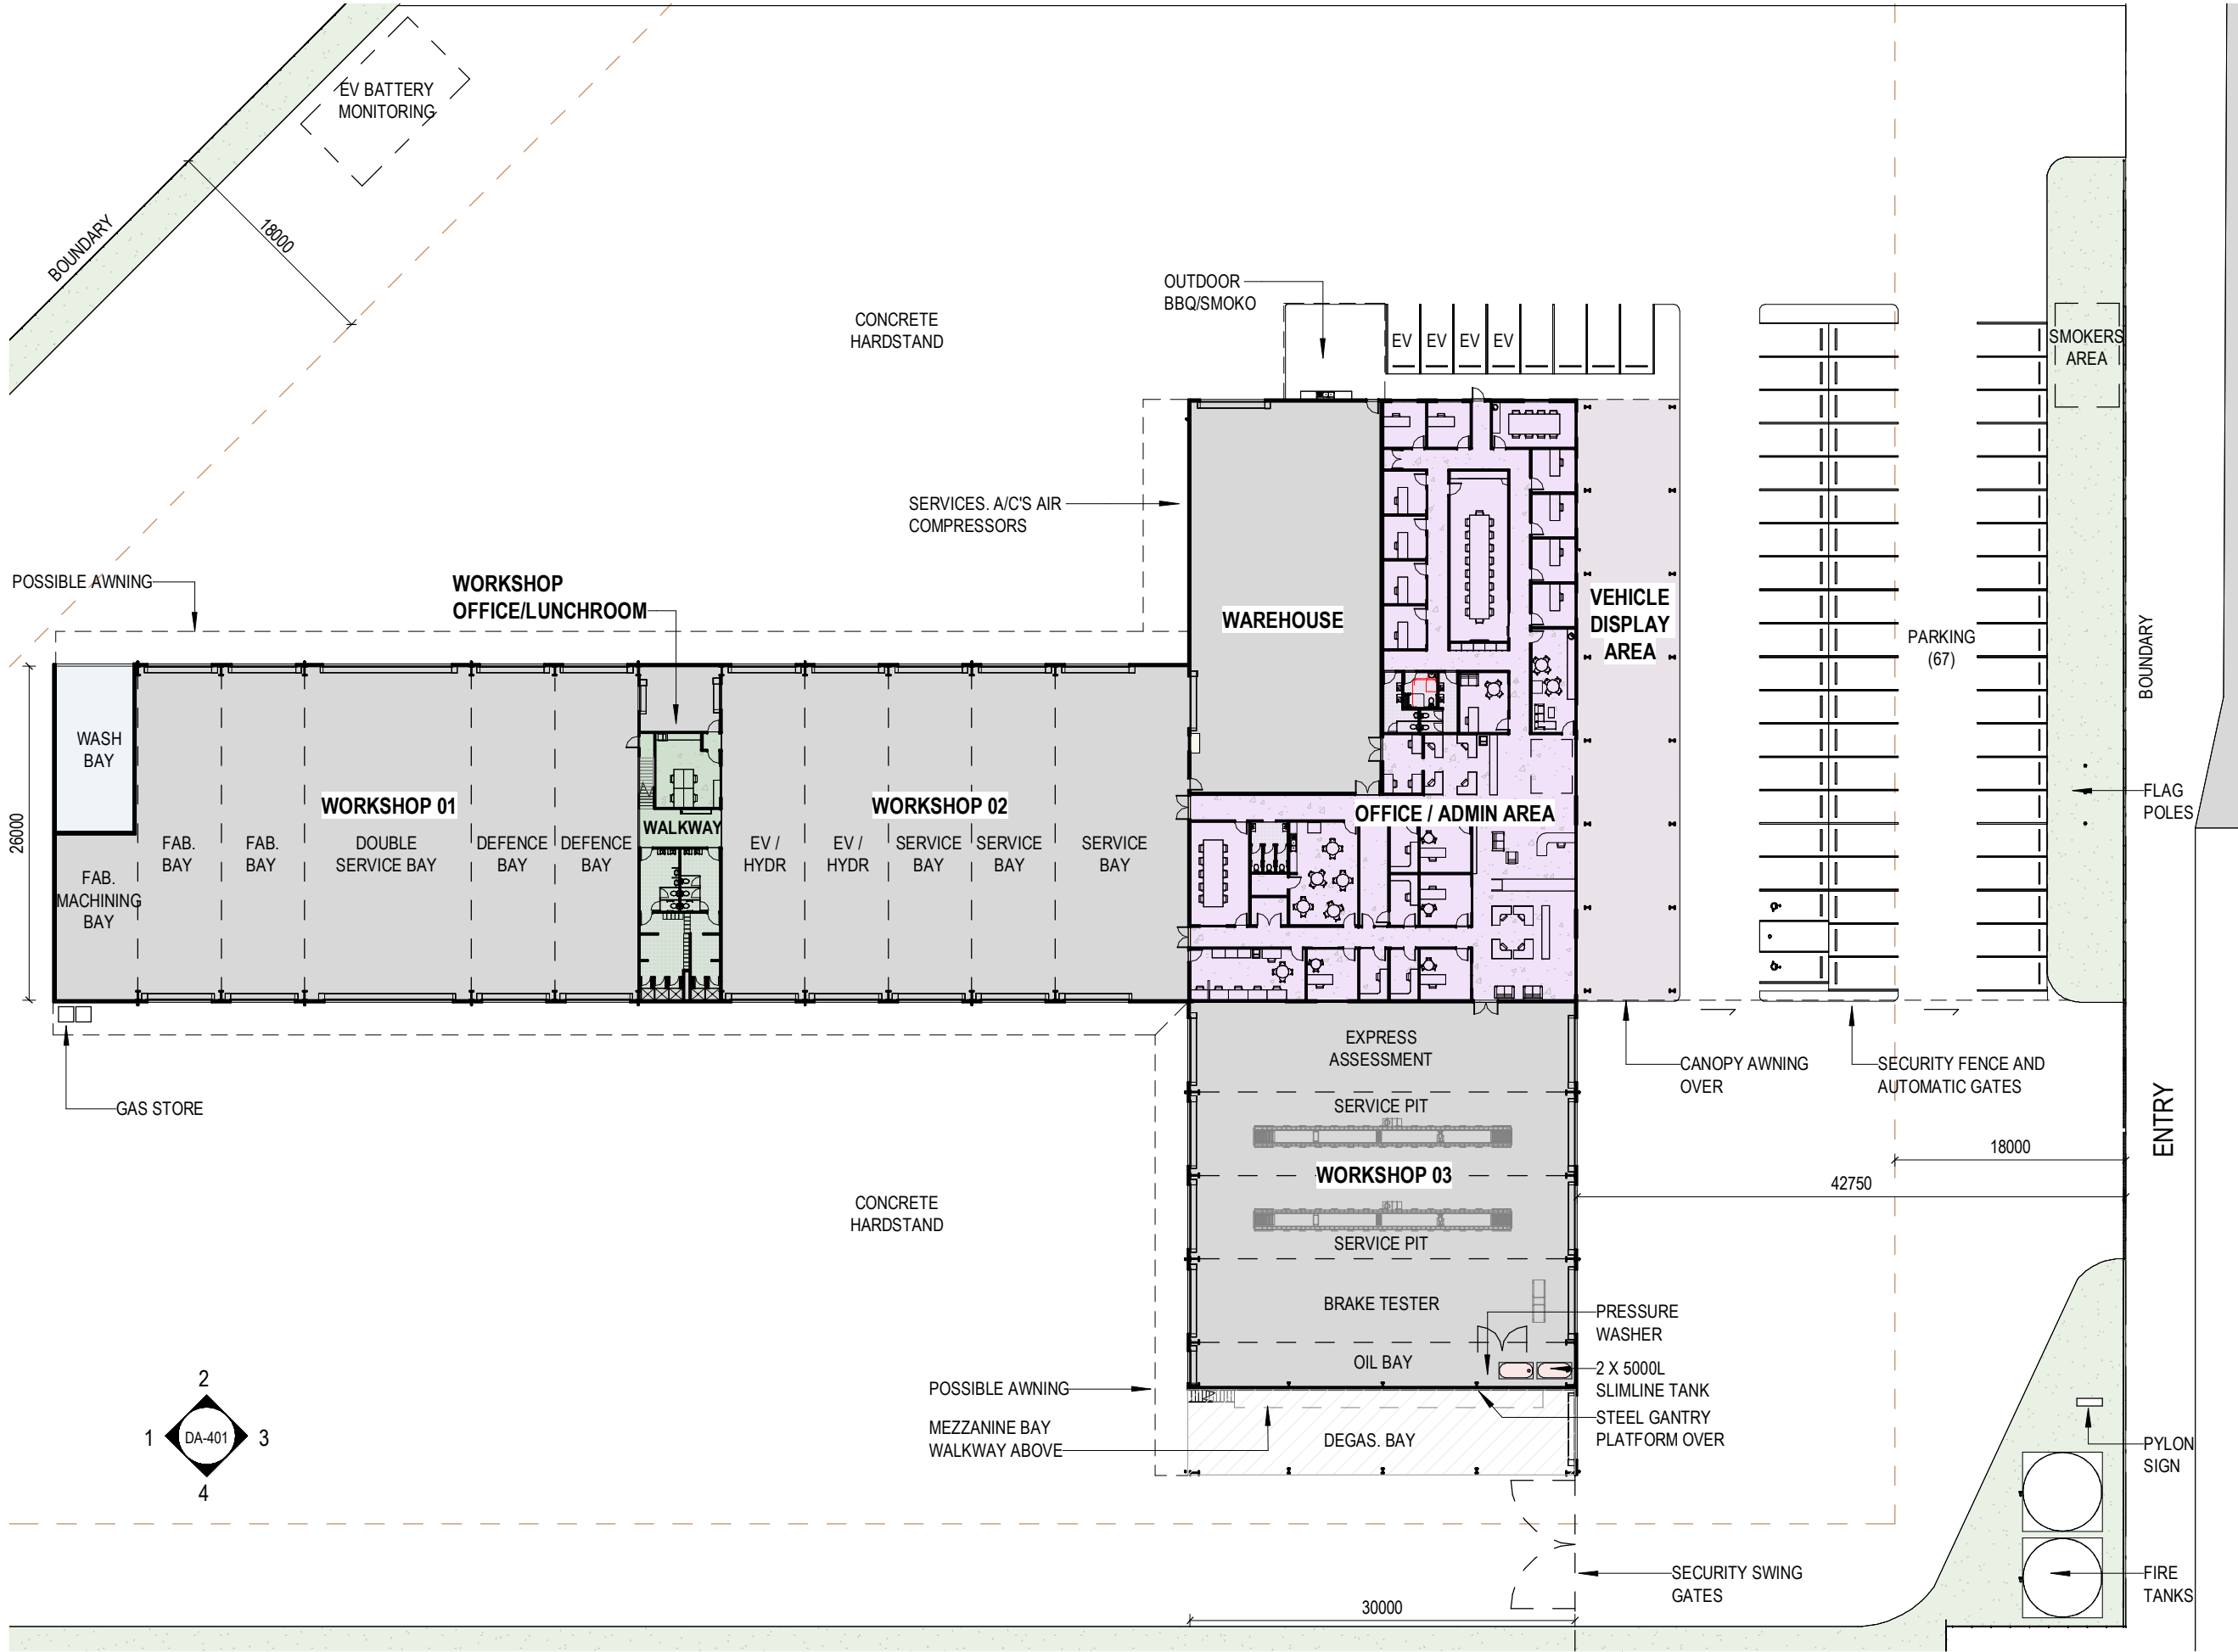 EV BATTERY
MONITORING
BOUNDARY
18000
OUTDOOR
BBQ/SMOKO
CONCRETE
HARDSTAND
EV
EV
EV
EV
SMOKERS
AREA
SERVICES. A/C'S AIR
COMPRESSORS
POSSIBLE AWNING
WORKSHOP
OFFICE/LUNCHROOM
WAREHOUSE
VEHICLE
DISPLAY
AREA
PARKING
(67)
BOUNDARY
WASH
BAY
WORKSHOP 01
WORKSHOP 02
WALKWAY
OFFICE / ADMIN AREA
FLAG
POLES
26000
FAB.
MACHINING
BAY
FAB.
BAY
FAB.
BAY
DOUBLE
SERVICE BAY
DEFENCE
BAY
DEFENCE
BAY
EV /
HYDR
EV /
HYDR
SERVICE
BAY
SERVICE
BAY
SERVICE
BAY
GAS STORE
EXPRESS
ASSESSMENT
CANOPY AWNING
OVER
SECURITY FENCE AND
AUTOMATIC GATES
ENTRY
SERVICE PIT
WORKSHOP 03
18000
42750
CONCRETE
HARDSTAND
SERVICE PIT
BRAKE TESTER
PRESSURE
WASHER
OIL BAY
2 X 5000L
SLIMLINE TANK
STEEL GANTRY
PLATFORM OVER
POSSIBLE AWNING
MEZZANINE BAY
WALKWAY ABOVE
DEGAS. BAY
2
1
DA-401
3
4
PYLON
SIGN
SECURITY SWING
GATES
FIRE
TANKS
30000